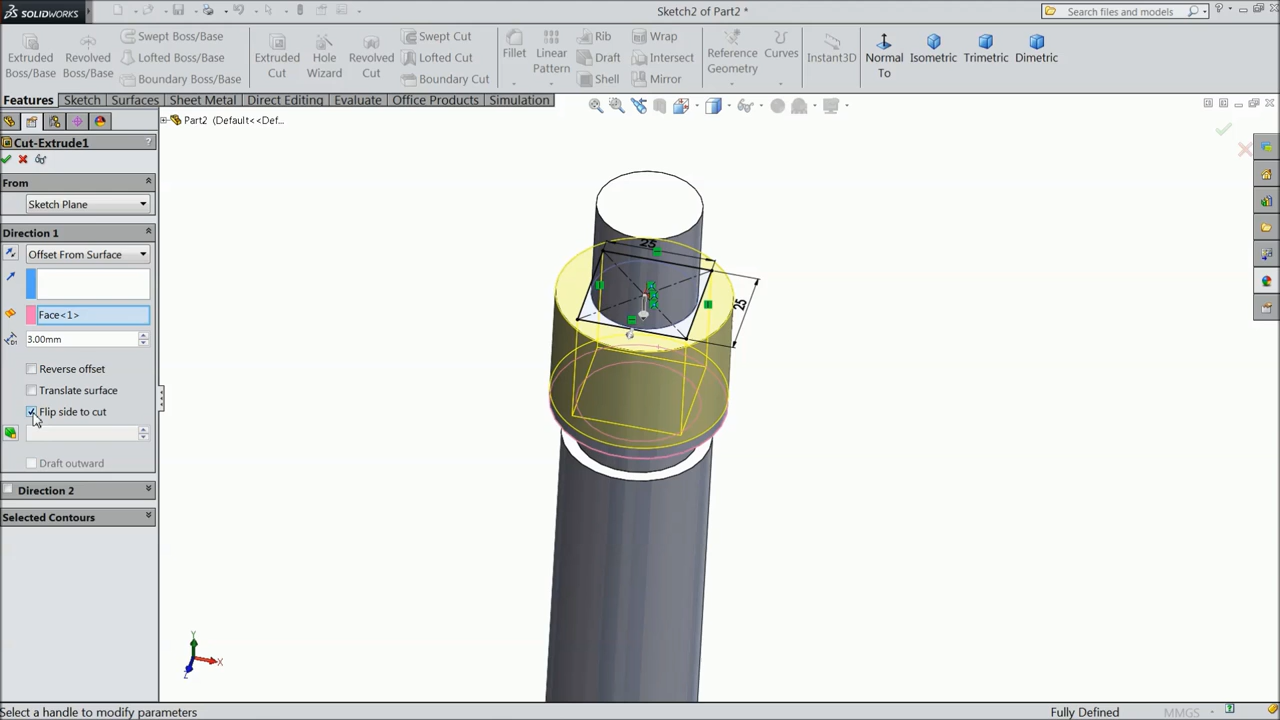 SOLIDWORKS
Sketch2 of Part2 *
Search files and models
Extruded Boss/Base
Revolved Boss/Base
Swept Boss/Base
Lofted Boss/Base
Boundary Boss/Base
Extruded Cut
Hole Wizard
Revolved Cut
Swept Cut
Lofted Cut
Boundary Cut
Fillet
Linear Pattern
Rib
Draft
Shell
Wrap
Intersect
Mirror
Reference Geometry
Curves
Instant3D
Normal To
Isometric
Trimetric
Dimetric
Features Sketch Surfaces Sheet Metal Direct Editing Evaluate Office Products Simulation
Part2 (Default<<Def...
Cut-Extrude1 ?
From
Sketch Plane
Direction 1
Offset From Surface
Face<1>
3.00mm
Reverse offset
Translate surface
Flip side to cut
Draft outward
Direction 2
Selected Contours
25
25
Y
X
Z
Select a handle to modify parameters
Fully Defined
MMGS